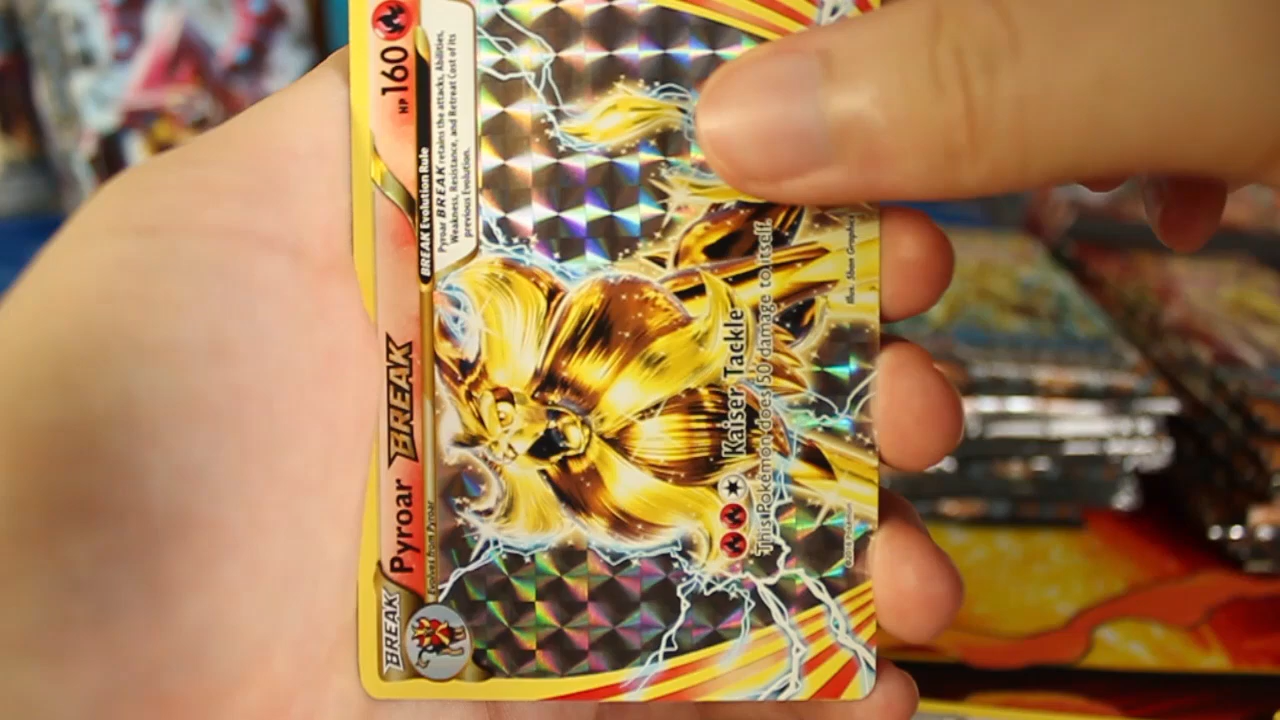 BREAK
Pyroar BREAK
HP 160
Evolves from Pyroar
BREAK Evolution Rule
Pyroar BREAK retains the attacks, Abilities,
Weakness, Resistance, and Retreat Cost of its
previous Evolution.
Kaiser Tackle
This Pokémon does 50 damage to itself.
Illus. 5ban Graphics
©2016 Pokémon